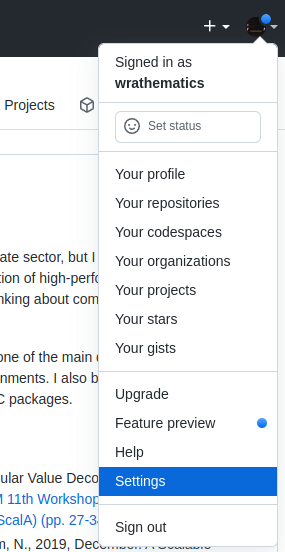 Signed in as
wrathematics
Projects
Set status
Your profile
Your repositories
Your codespaces
ate sector, but I
Your organizations
tion of high-perfo
Your projects
nking about com
Your stars
Your gists
one of the main
nments. I also b
Upgrade
C packages.
Feature preview
Help
ular Value Deco
Settings
M 11th Workshop
ScalA) (pp. 27-3
Sign out
m, N., 2019, December. A Scalable